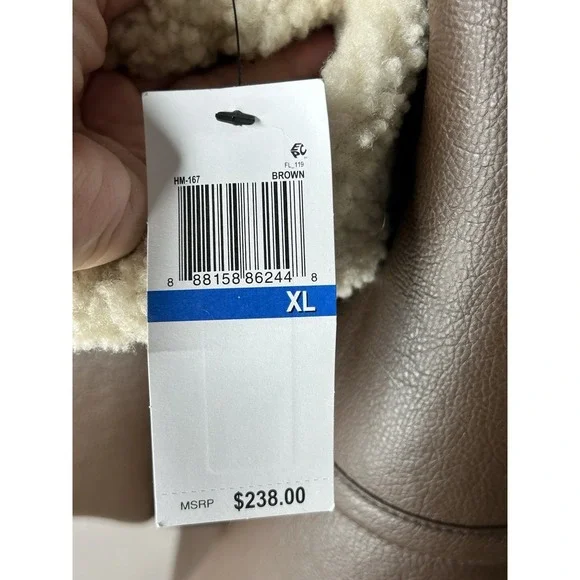 FL_119
HM-167 BROWN
8 88158 86244 8
XL
MSRP $238.00